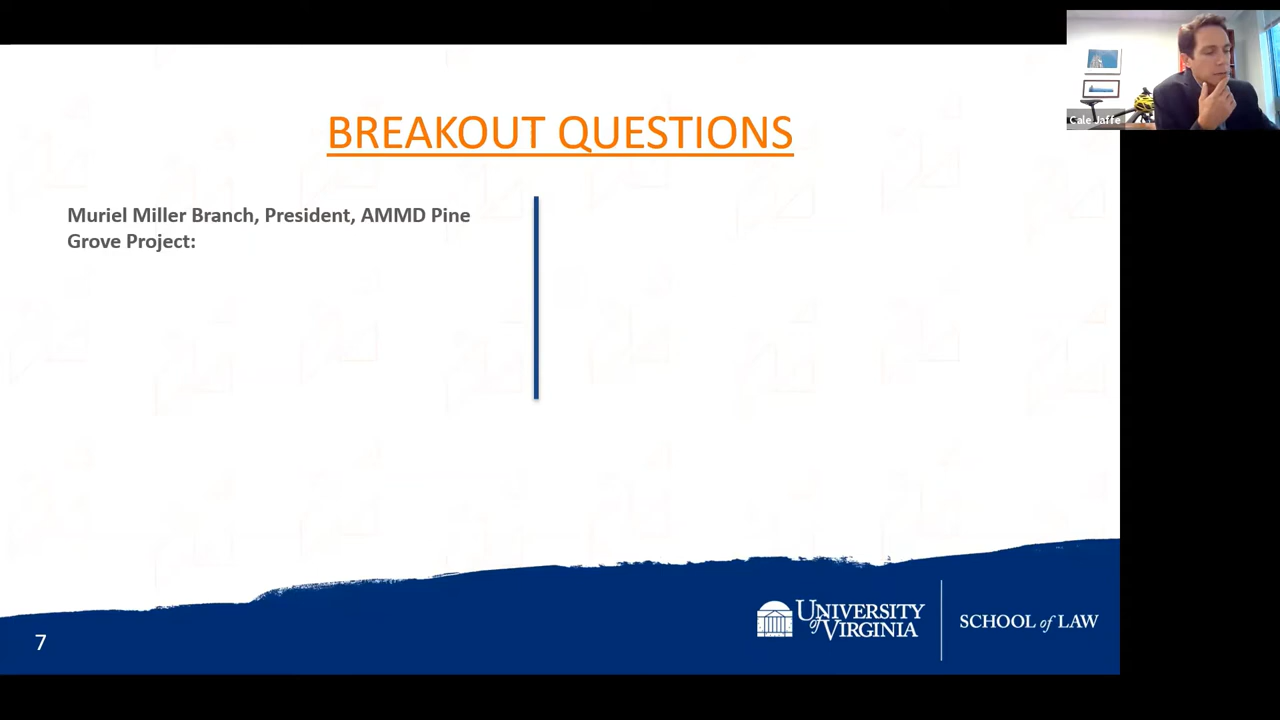 BREAKOUT QUESTIONS
Cale Jaffe
Muriel Miller Branch, President, AMMD Pine
Grove Project:
7
UNIVERSITY
of VIRGINIA
SCHOOL of LAW